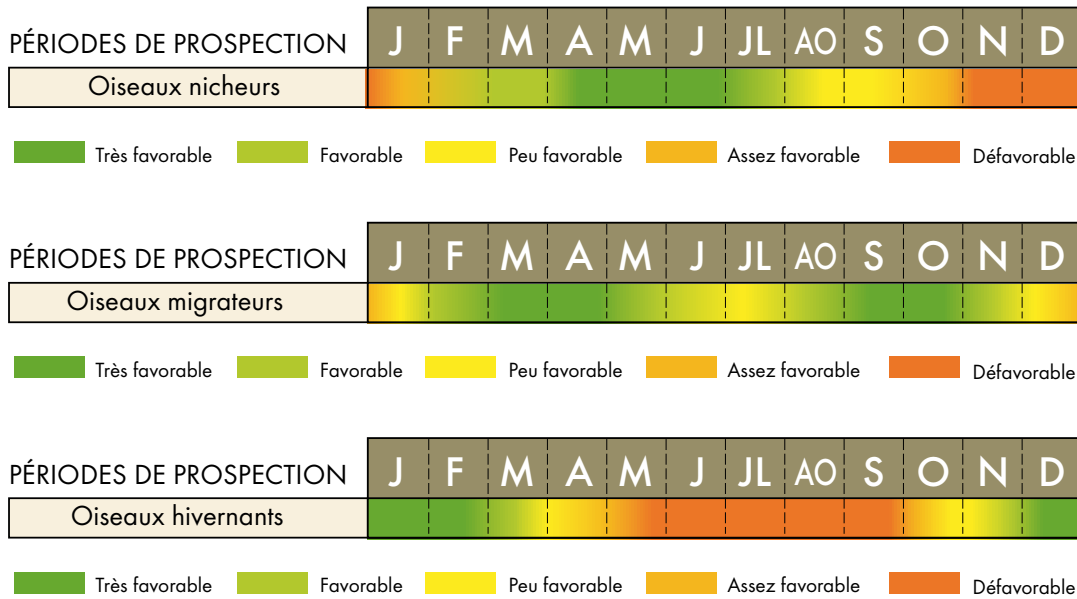 J F M A M J JL AO S O N D
PÉRIODES DE PROSPECTION
Oiseaux nicheurs
Très favorable Favorable Peu favorable Assez favorable Défavorable
J F M A M J JL AO S O N D
PÉRIODES DE PROSPECTION
Oiseaux migrateurs
Très favorable Favorable Peu favorable Assez favorable Défavorable
J F M A M J JL AO S O N D
PÉRIODES DE PROSPECTION
Oiseaux hivernants
Très favorable Favorable Peu favorable Assez favorable Défavorable